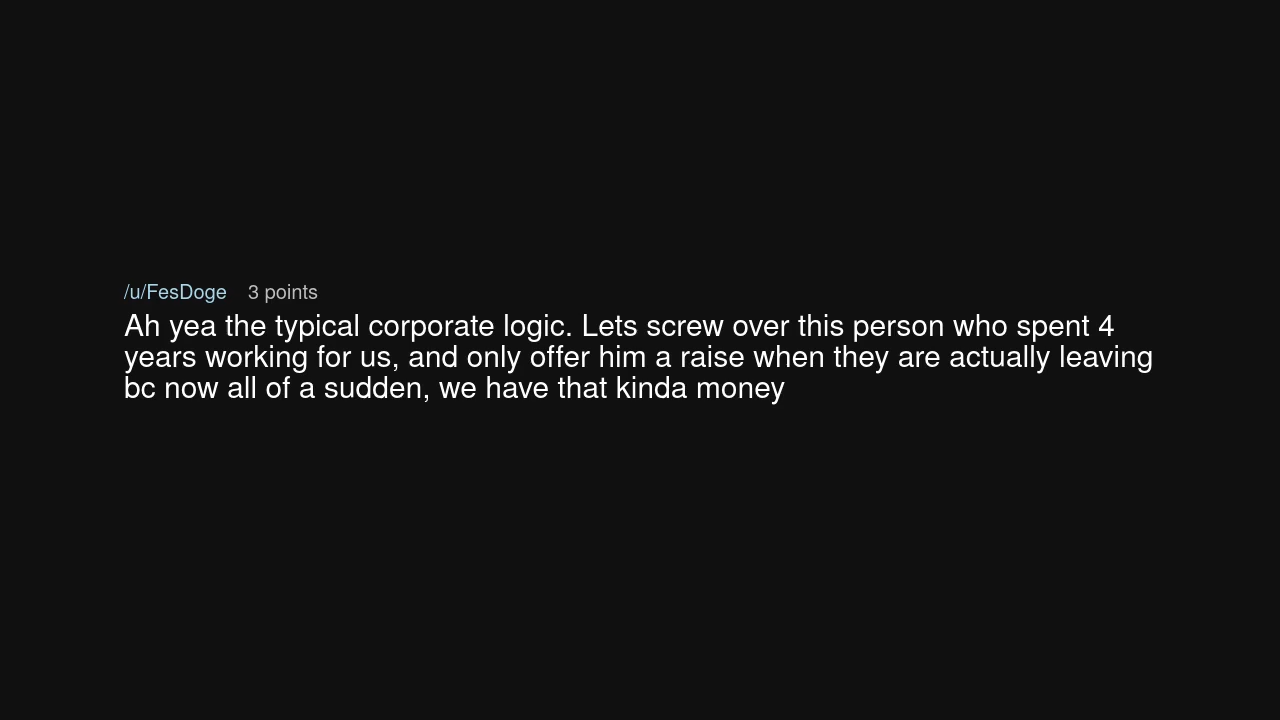 /u/FesDoge 3 points
Ah yea the typical corporate logic. Lets screw over this person who spent 4
years working for us, and only offer him a raise when they are actually leaving
bc now all of a sudden, we have that kinda money